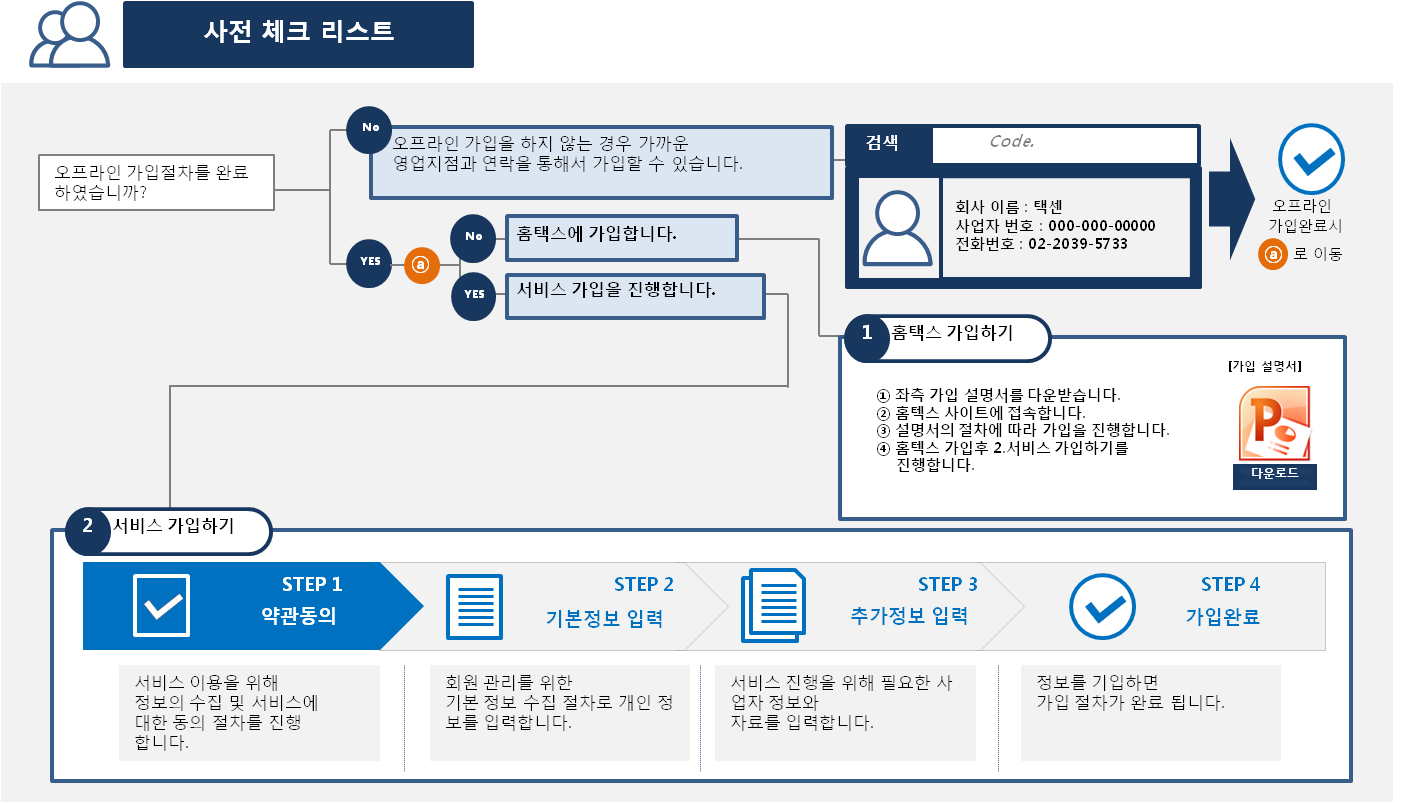 사전 체크 리스트
오프라인 가입절차를 완료
하였습니까?
No
오프라인 가입을 하지 않는 경우 가까운
영업지점과 연락을 통해서 가입할 수 있습니다.
검색
Code.
회사 이름 : 택센
사업자 번호 : 000-000-00000
전화번호 : 02-2039-5733
오프라인
가입완료시
ⓐ 로 이동
YES
ⓐ
No
홈택스에 가입합니다.
YES
서비스 가입을 진행합니다.
1
홈택스 가입하기
[가입 설명서]
① 좌측 가입 설명서를 다운받습니다.
② 홈텍스 사이트에 접속합니다.
③ 설명서의 절차에 따라 가입을 진행합니다.
④ 홈텍스 가입후 2.서비스 가입하기를
진행합니다.
P
다운로드
2
서비스 가입하기
STEP 1
약관동의
STEP 2
기본정보 입력
STEP 3
추가정보 입력
STEP 4
가입완료
서비스 이용을 위해
정보의 수집 및 서비스에
대한 동의 절차를 진행
합니다.
회원 관리를 위한
기본 정보 수집 절차로 개인 정
보를 입력합니다.
서비스 진행을 위해 필요한 사
업자 정보와
자료를 입력합니다.
정보를 기입하면
가입 절차가 완료 됩니다.